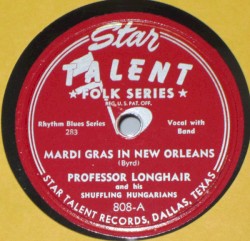 Star
TALENT
★ FOLK SERIES ★
REG. U.S. PAT. OFF.
Rhythm Blues Series
Vocal with
Band
MARDI GRAS IN NEW ORLEANS
(Byrd)
PROFESSOR LONGHAIR
and his
SHUFFLING HUNGARIANS
808-A
STAR TALENT RECORDS, DALLAS, TEXAS